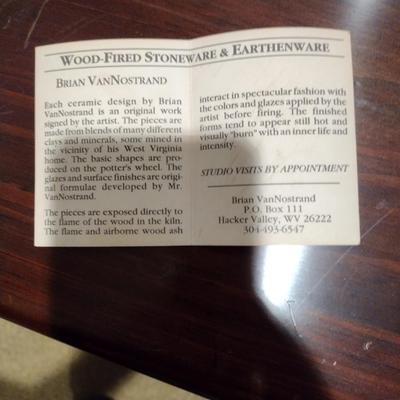 WOOD-FIRED STONEWARE & EARTHENWARE
BRIAN VANNOSTRAND
Each ceramic design by Brian
VanNostrand is an original work
signed by the artist. The pieces are
made from blends of many different
clays and minerals, some mined in
the vicinity of his West Virginia
home. The basic shapes are pro-
duced on the potter's wheel. The
glazes and surface finishes are origi-
nal formulae developed by Mr.
VanNostrand.
The pieces are exposed directly to
the flame of the wood in the kiln.
The flame and airborne wood ash
interact in spectacular fashion with
the colors and glazes applied by the
artist before firing. The finished
forms tend to appear still hot and
visually "burn" with an inner life and
intensity.
STUDIO VISITS BY APPOINTMENT
Brian VanNostrand
P.O. Box 111
Hacker Valley, WV 26222
304-493-6547